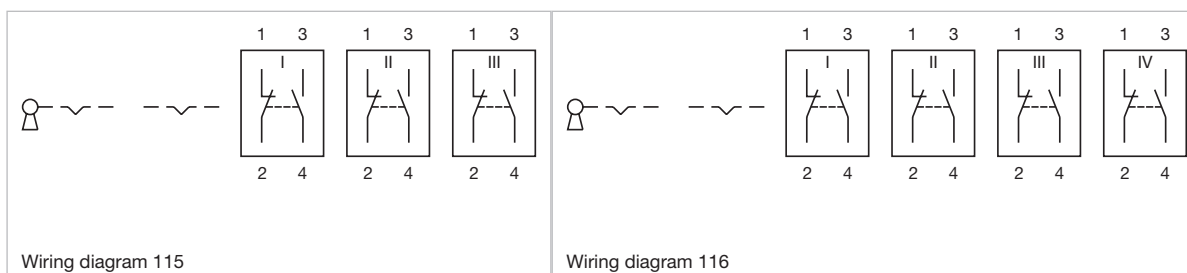 1 3 1 3 1 3
I II III
2 4 2 4 2 4
Wiring diagram 115
1 3 1 3 1 3 1 3
I II III IV
2 4 2 4 2 4 2 4
Wiring diagram 116